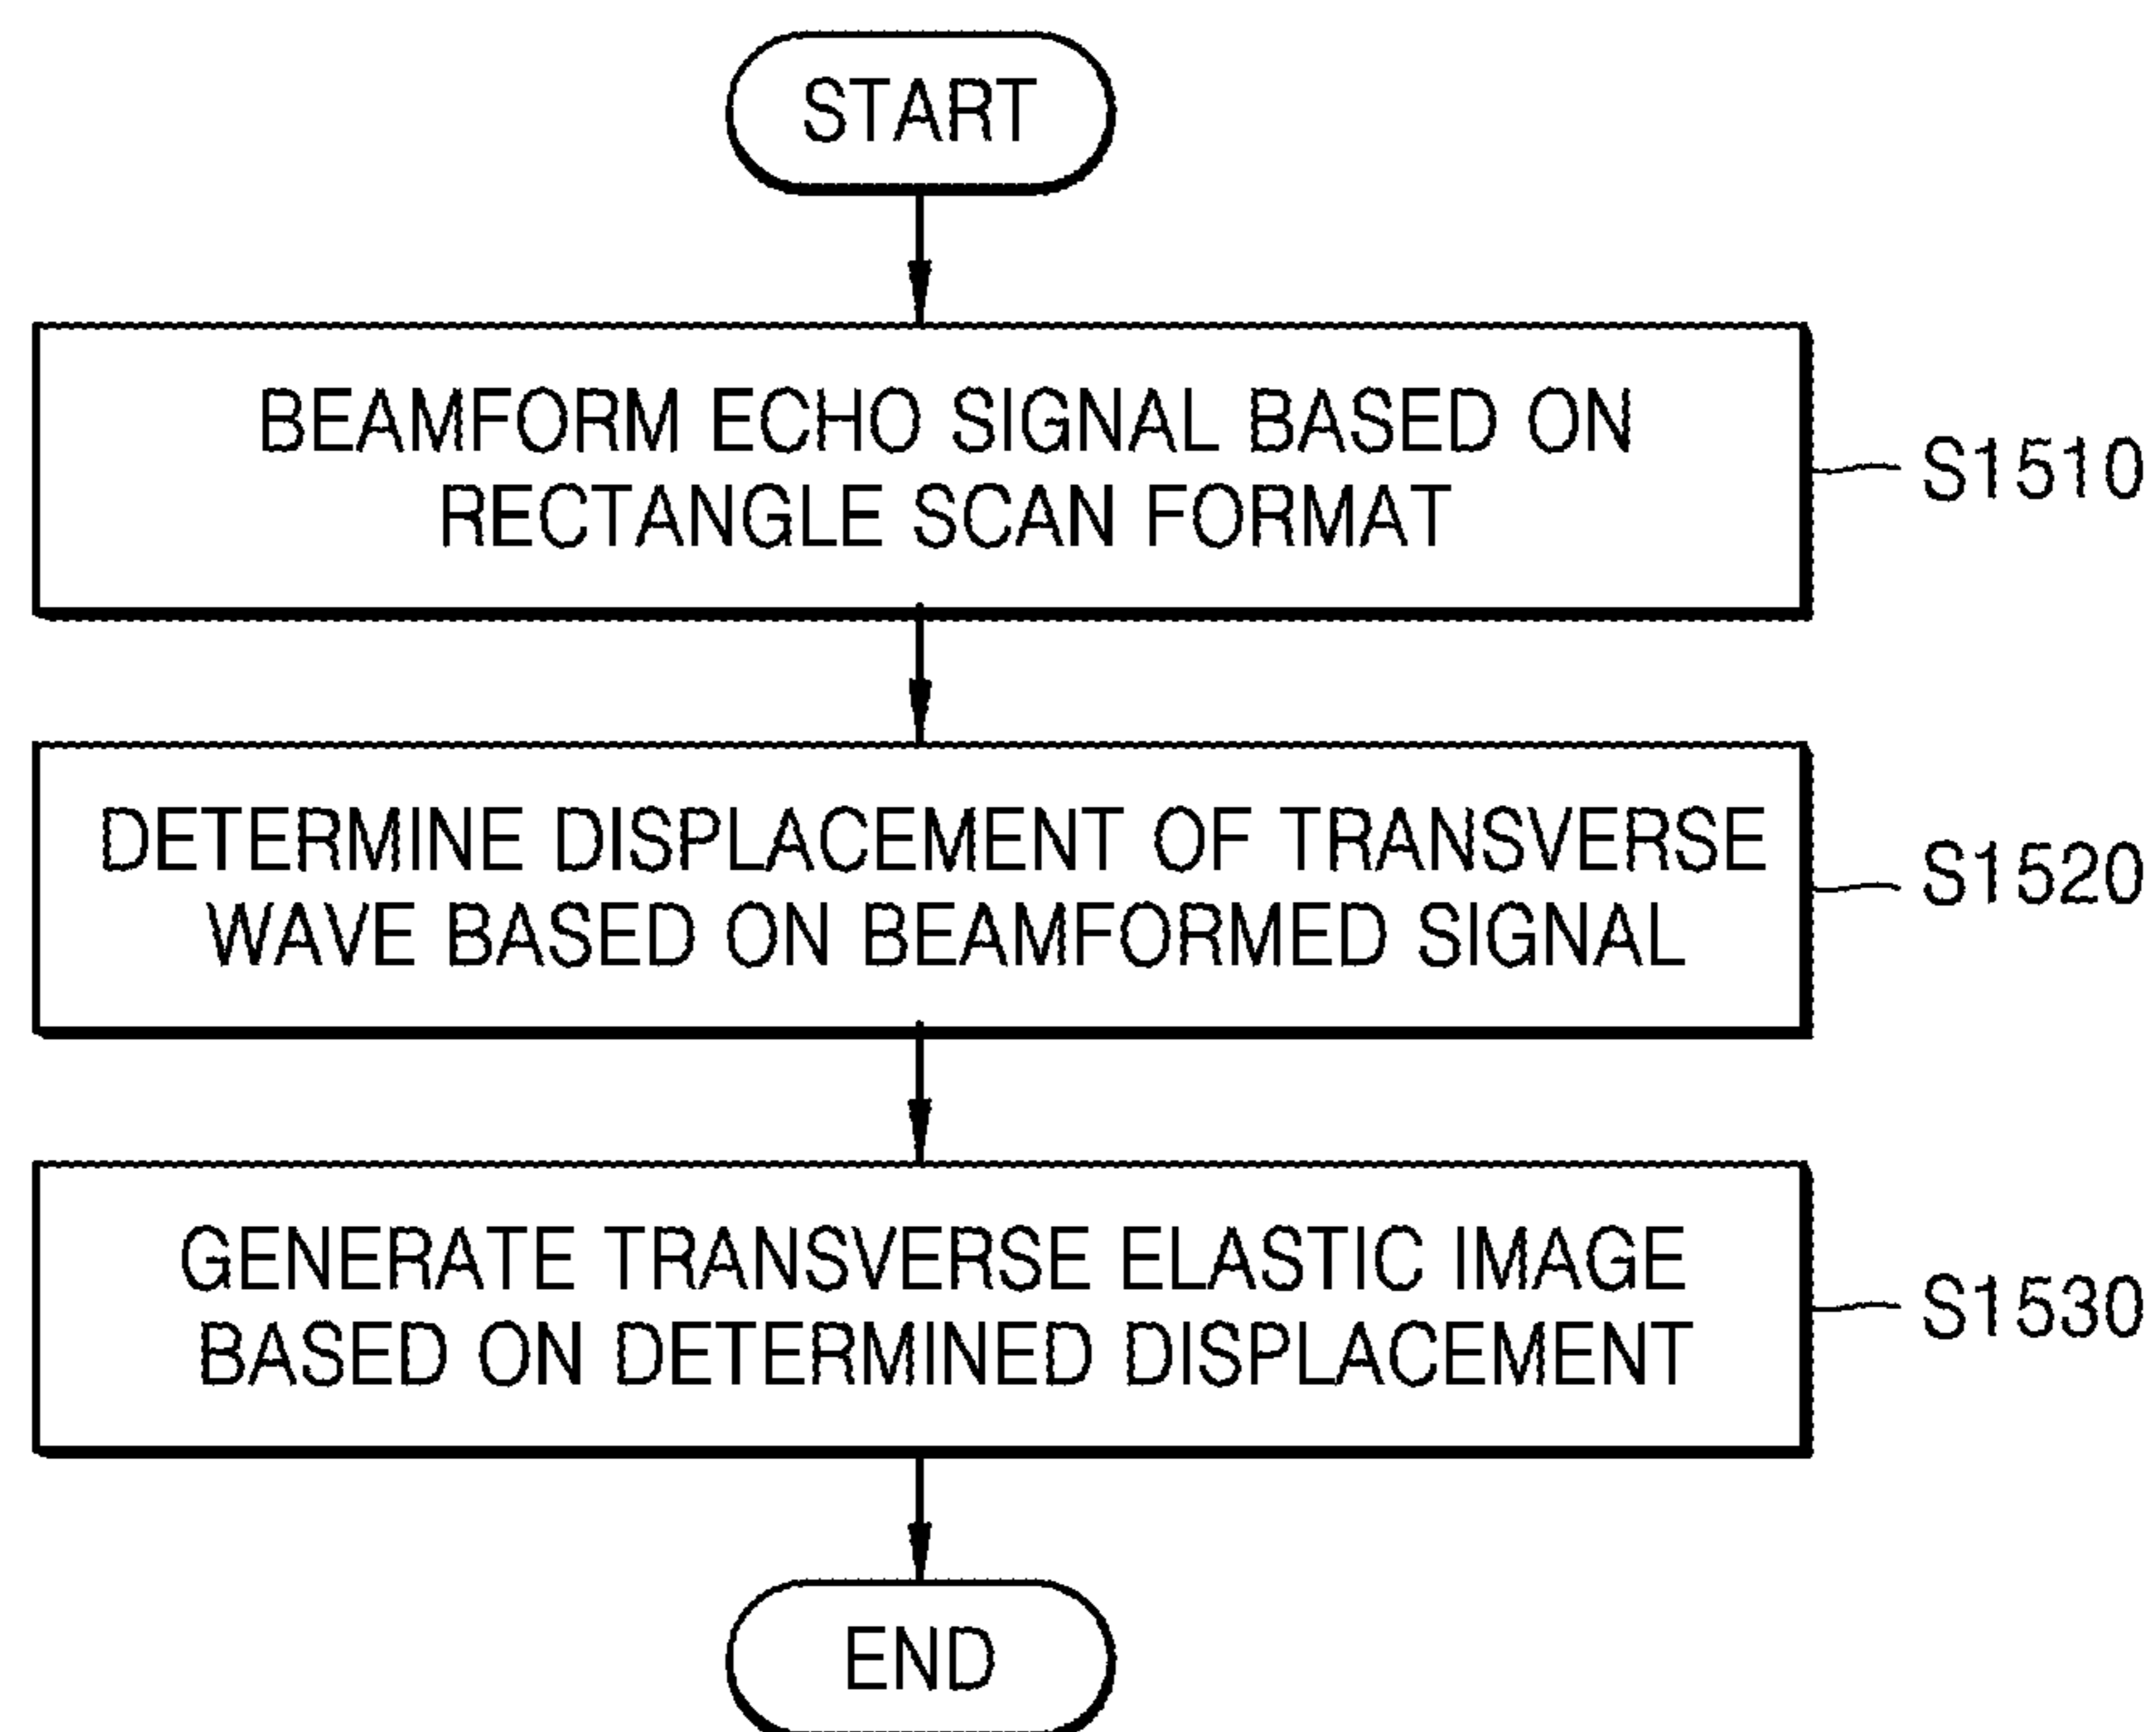 START
BEAMFORM ECHO SIGNAL BASED ON
RECTANGLE SCAN FORMAT
S1510
DETERMINE DISPLACEMENT OF TRANSVERSE
WAVE BASED ON BEAMFORMED SIGNAL
S1520
GENERATE TRANSVERSE ELASTIC IMAGE
BASED ON DETERMINED DISPLACEMENT
S1530
END